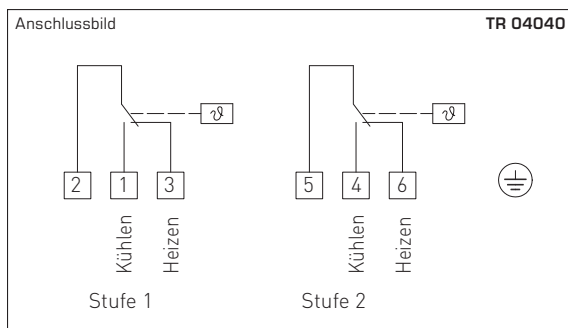 Anschlussbild
TR 04040
ϑ
ϑ
2
1
3
5
4
6
Kühlen
Heizen
Kühlen
Heizen
Stufe 1
Stufe 2